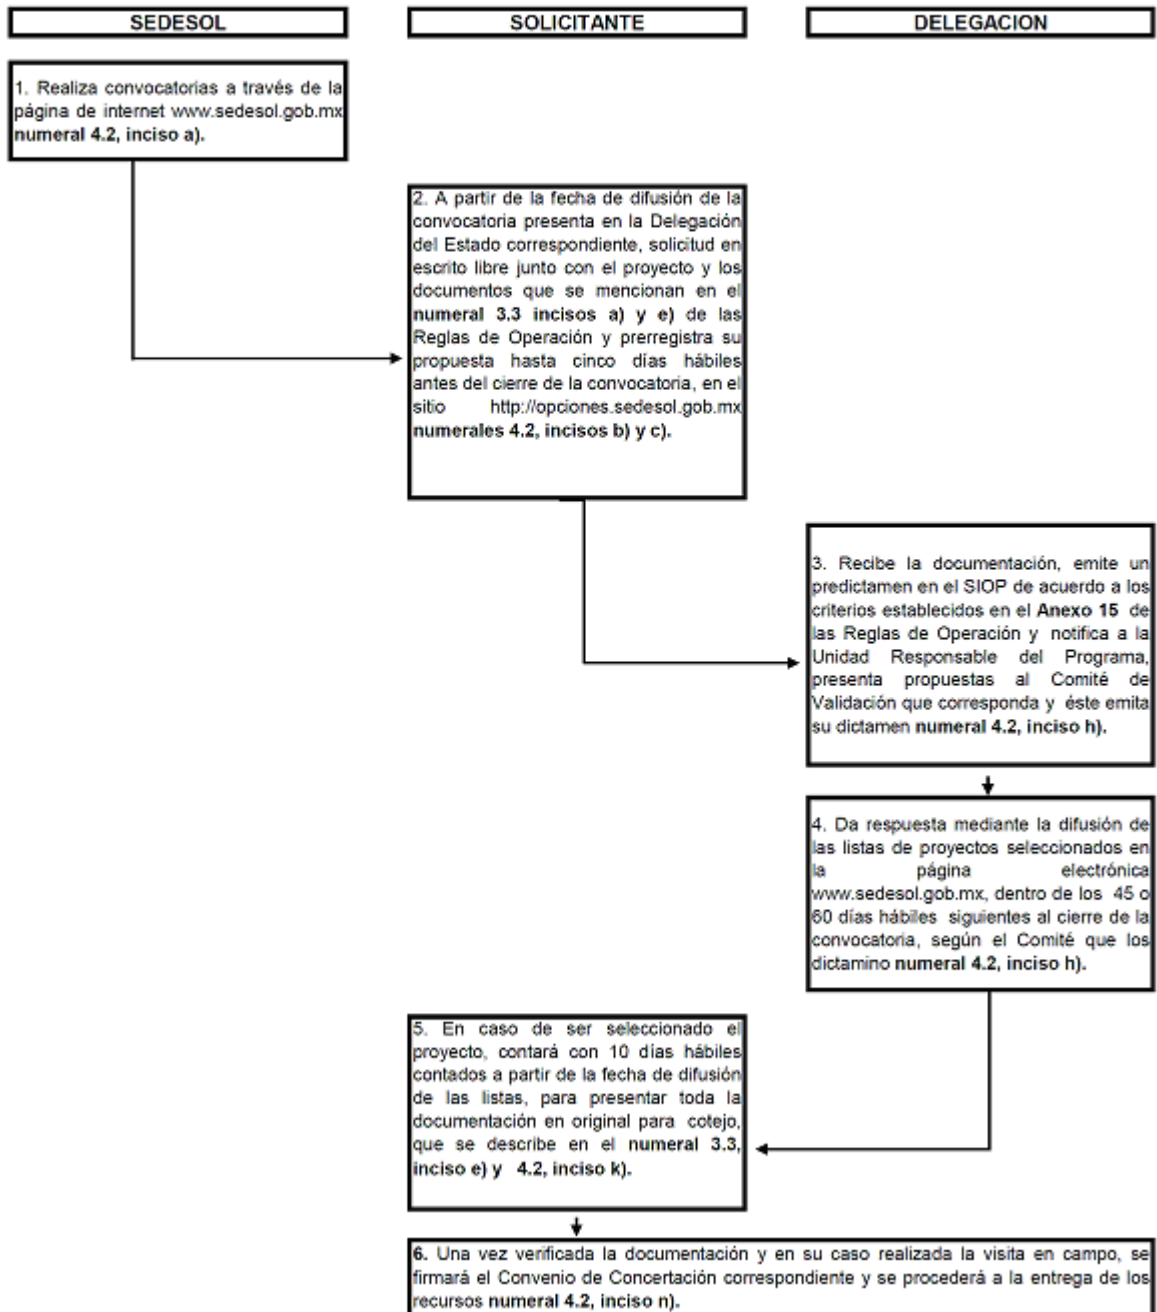 SEDESOL
SOLICITANTE
DELEGACION
1. Realiza convocatorias a través de la
página de internet www.sedesol.gob.mx
numeral 4.2, inciso a).
2. A partir de la fecha de difusión de la
convocatoria presenta en la Delegación
del Estado correspondiente, solicitud en
escrito libre junto con el proyecto y los
documentos que se mencionan en el
numeral 3.3 incisos a) y e) de las
Reglas de Operación y prerregistra su
propuesta hasta cinco días hábiles
antes del cierre de la convocatoria, en el
sitio http://opciones.sedesol.gob.mx
numerales 4.2, incisos b) y c).
3. Recibe la documentación, emite un
predictamen en el SIOP de acuerdo a los
criterios establecidos en el Anexo 15 de
las Reglas de Operación y notifica a la
Unidad Responsable del Programa,
presenta propuestas al Comité de
Validación que corresponda y éste emita
su dictamen numeral 4.2, inciso h).
4. Da respuesta mediante la difusión de
las listas de proyectos seleccionados en
la página electrónica
www.sedesol.gob.mx, dentro de los 45 o
60 días hábiles siguientes al cierre de la
convocatoria, según el Comité que los
dictamino numeral 4.2, inciso h).
5. En caso de ser seleccionado el
proyecto, contará con 10 días hábiles
contados a partir de la fecha de difusión
de las listas, para presentar toda la
documentación en original para cotejo,
que se describe en el numeral 3.3,
inciso e) y 4.2, inciso k).
6. Una vez verificada la documentación y en su caso realizada la visita en campo, se
firmará el Convenio de Concertación correspondiente y se procederá a la entrega de los
recursos numeral 4.2, inciso n).